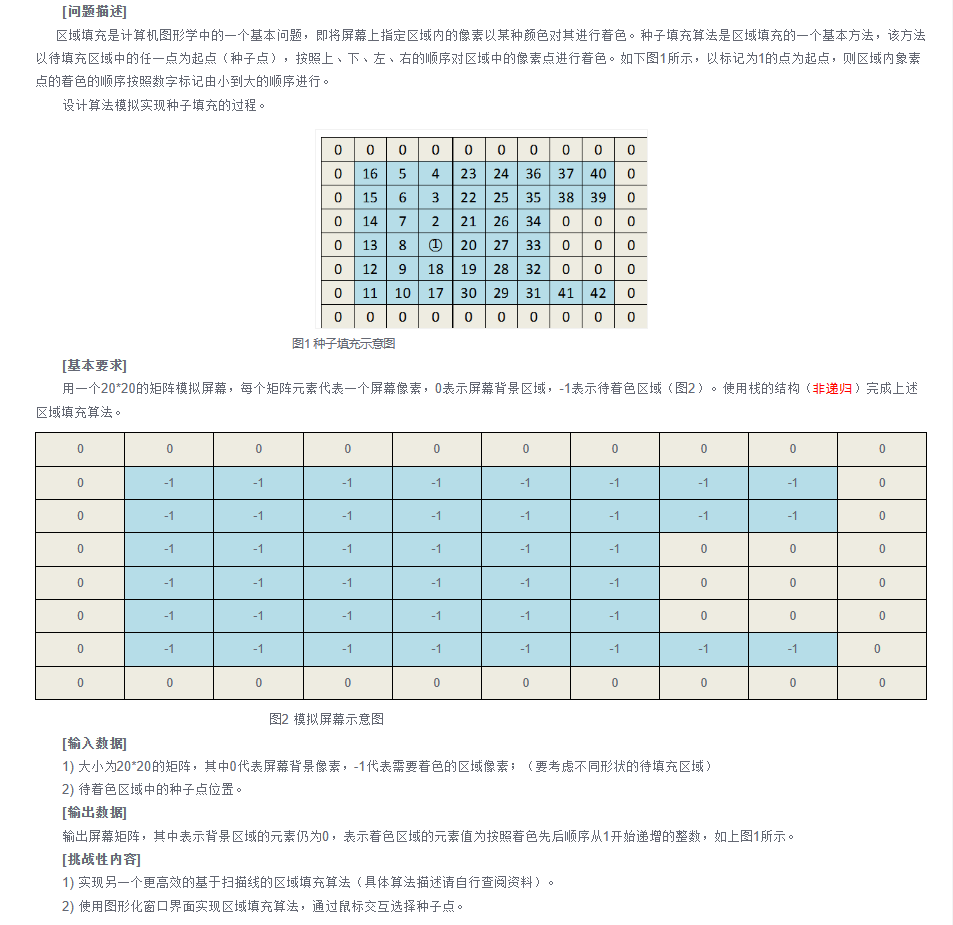 [问题描述]
区域填充是计算机图形学中的一个基本问题，即将屏幕上指定区域内的像素以某种颜色对其进行着色。种子填充算法是区域填充的一个基本方法，该方法
以待填充区域中的任一点为起点（种子点），按照上、下、左、右的顺序对区域中的像素点进行着色。如下图1所示，以标记为1的点为起点，则区域内象素
点的着色的顺序按照数字标记由小到大的顺序进行。
设计算法模拟实现种子填充的过程。
0 0 0 0 0 0 0 0 0 0
0 16 5 4 23 24 36 37 40 0
0 15 6 3 22 25 35 38 39 0
0 14 7 2 21 26 34 0 0 0
0 13 8 ① 20 27 33 0 0 0
0 12 9 18 19 28 32 0 0 0
0 11 10 17 30 29 31 41 42 0
0 0 0 0 0 0 0 0 0 0
图1 种子填充示意图
[基本要求]
用一个20*20的矩阵模拟屏幕，每个矩阵元素代表一个屏幕像素，0表示屏幕背景区域，-1表示待着色区域（图2）。使用栈的结构（非递归）完成上述
区域填充算法。
0 0 0 0 0 0 0 0 0 0
0 -1 -1 -1 -1 -1 -1 -1 -1 0
0 -1 -1 -1 -1 -1 -1 -1 -1 0
0 -1 -1 -1 -1 -1 -1 0 0 0
0 -1 -1 -1 -1 -1 -1 0 0 0
0 -1 -1 -1 -1 -1 -1 0 0 0
0 -1 -1 -1 -1 -1 -1 -1 -1 0
0 0 0 0 0 0 0 0 0 0
图2 模拟屏幕示意图
[输入数据]
1) 大小为20*20的矩阵，其中0代表屏幕背景像素，-1代表需要着色的区域像素；（要考虑不同形状的待填充区域）
2) 待着色区域中的种子点位置。
[输出数据]
输出屏幕矩阵，其中表示背景区域的元素仍为0，表示着色区域的元素值为按照着色先后顺序从1开始递增的整数，如上图1所示。
[挑战性内容]
1) 实现另一个更高效的基于扫描线的区域填充算法（具体算法描述请自行查阅资料）。
2) 使用图形化窗口界面实现区域填充算法，通过鼠标交互选择种子点。